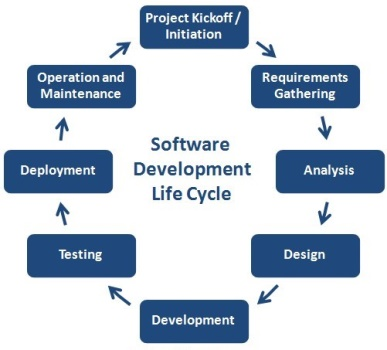 Project Kickoff /
Initiation
Requirements
Gathering
Analysis
Design
Development
Testing
Deployment
Operation and
Maintenance
Software
Development
Life Cycle